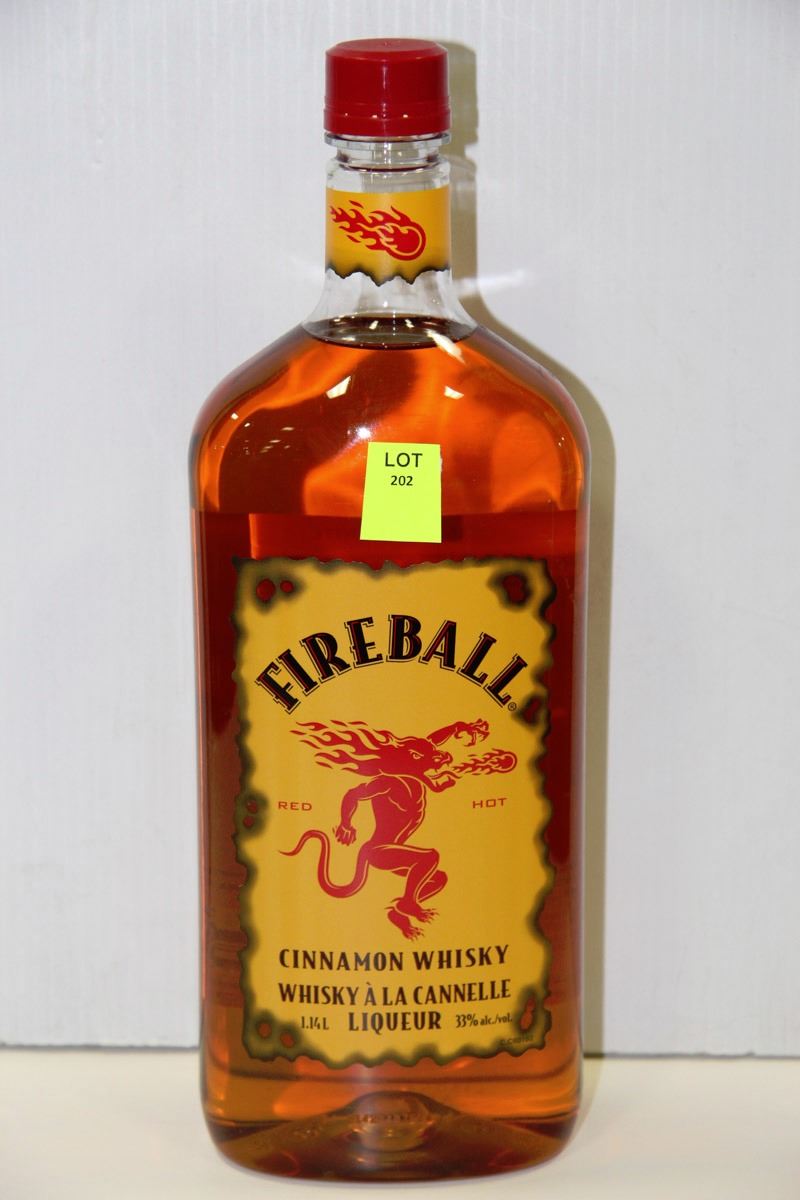 LOT
202
FIREBALL®
RED HOT
CINNAMON WHISKY
WHISKY À LA CANNELLE
1.14L LIQUEUR 33% alc./vol.